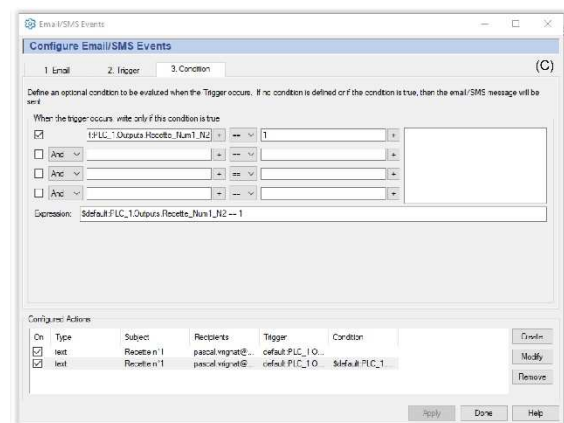 Email/SMS Events
Configure Email/SMS Events
(C)
1. Email 2. Trigger 3. Condition
Define an optional condition to be evaluted when the Trigger occurs. If no condition is defined or if the condition is true, then the email/SMS message will be
sent.
When the trigger occurs, write only if this condition is true
t:PLC_1.Outputs.Recette_Num1_N2 + == 1 +
And + == +
And + == +
And + == +
Expression: $default:PLC_1.Outputs.Recette_Num1_N2 == 1
Configured Actions
On Type Subject Recipients Trigger Condition
text Recette n°1 pascal.vrignat@... default:PLC_1.O...
text Recette n°1 pascal.vrignat@... default:PLC_1.O... $default:PLC_1....
Create
Modify
Remove
Apply Done Help